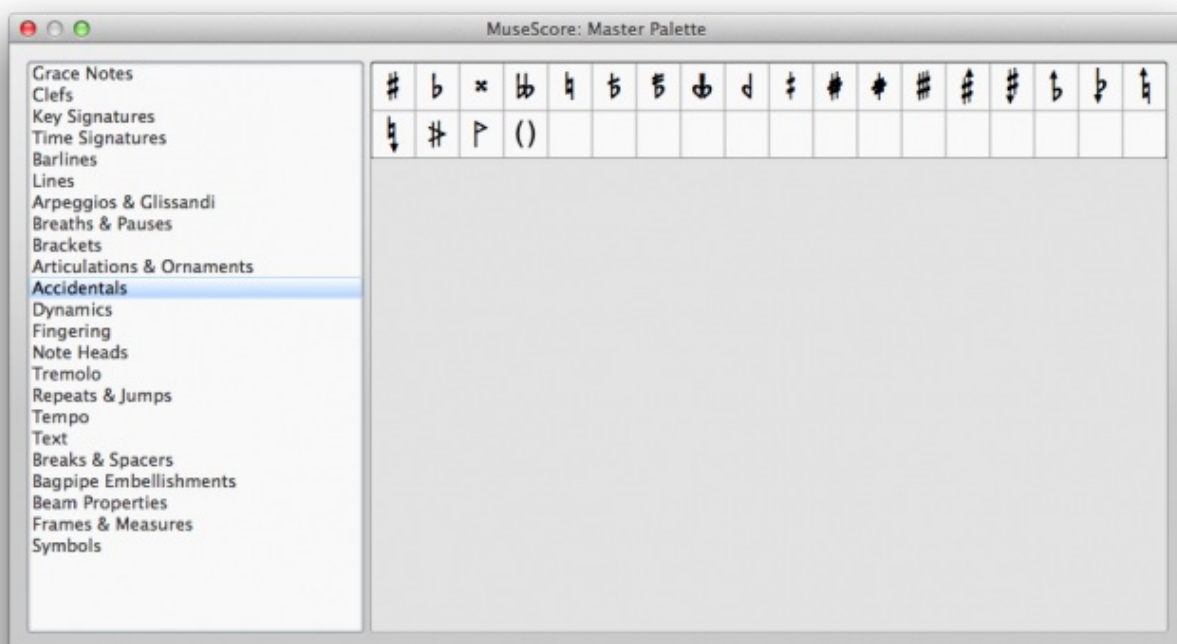 MuseScore: Master Palette
Grace Notes
Clefs
Key Signatures
Time Signatures
Barlines
Lines
Arpeggios & Glissandi
Breaths & Pauses
Brackets
Articulations & Ornaments
Accidentals
Dynamics
Fingering
Note Heads
Tremolo
Repeats & Jumps
Tempo
Text
Breaks & Spacers
Bagpipe Embellishments
Beam Properties
Frames & Measures
Symbols